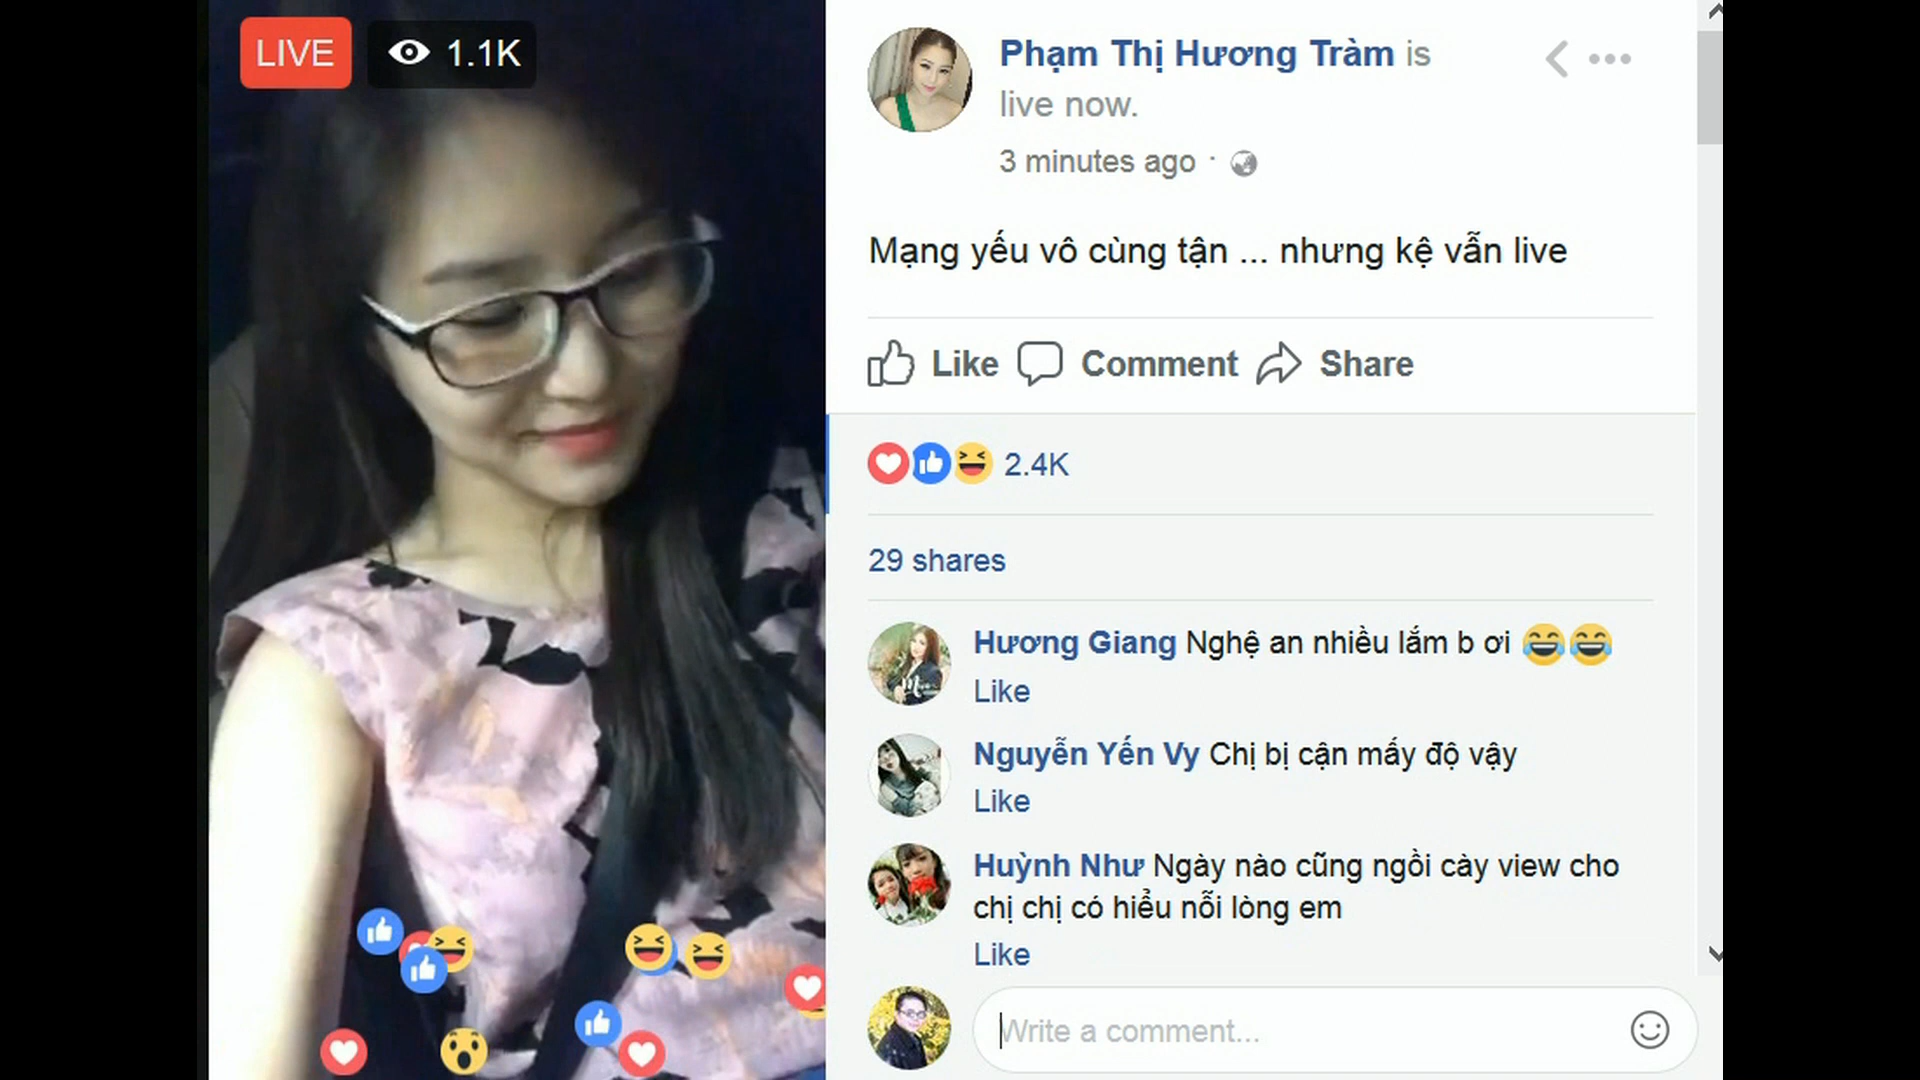 LIVE
1.1K
Phạm Thị Hương Tràm is
live now.
3 minutes ago ·
Mạng yếu vô cùng tận ... nhưng kệ vẫn live
Like Comment Share
2.4K
29 shares
Hương Giang Nghệ an nhiều lắm b ơi 😂😂
Like
Nguyễn Yến Vy Chị bị cận mấy độ vậy
Like
Huỳnh Như Ngày nào cũng ngồi cày view cho
chị chị có hiểu nỗi lòng em
Like
Write a comment...